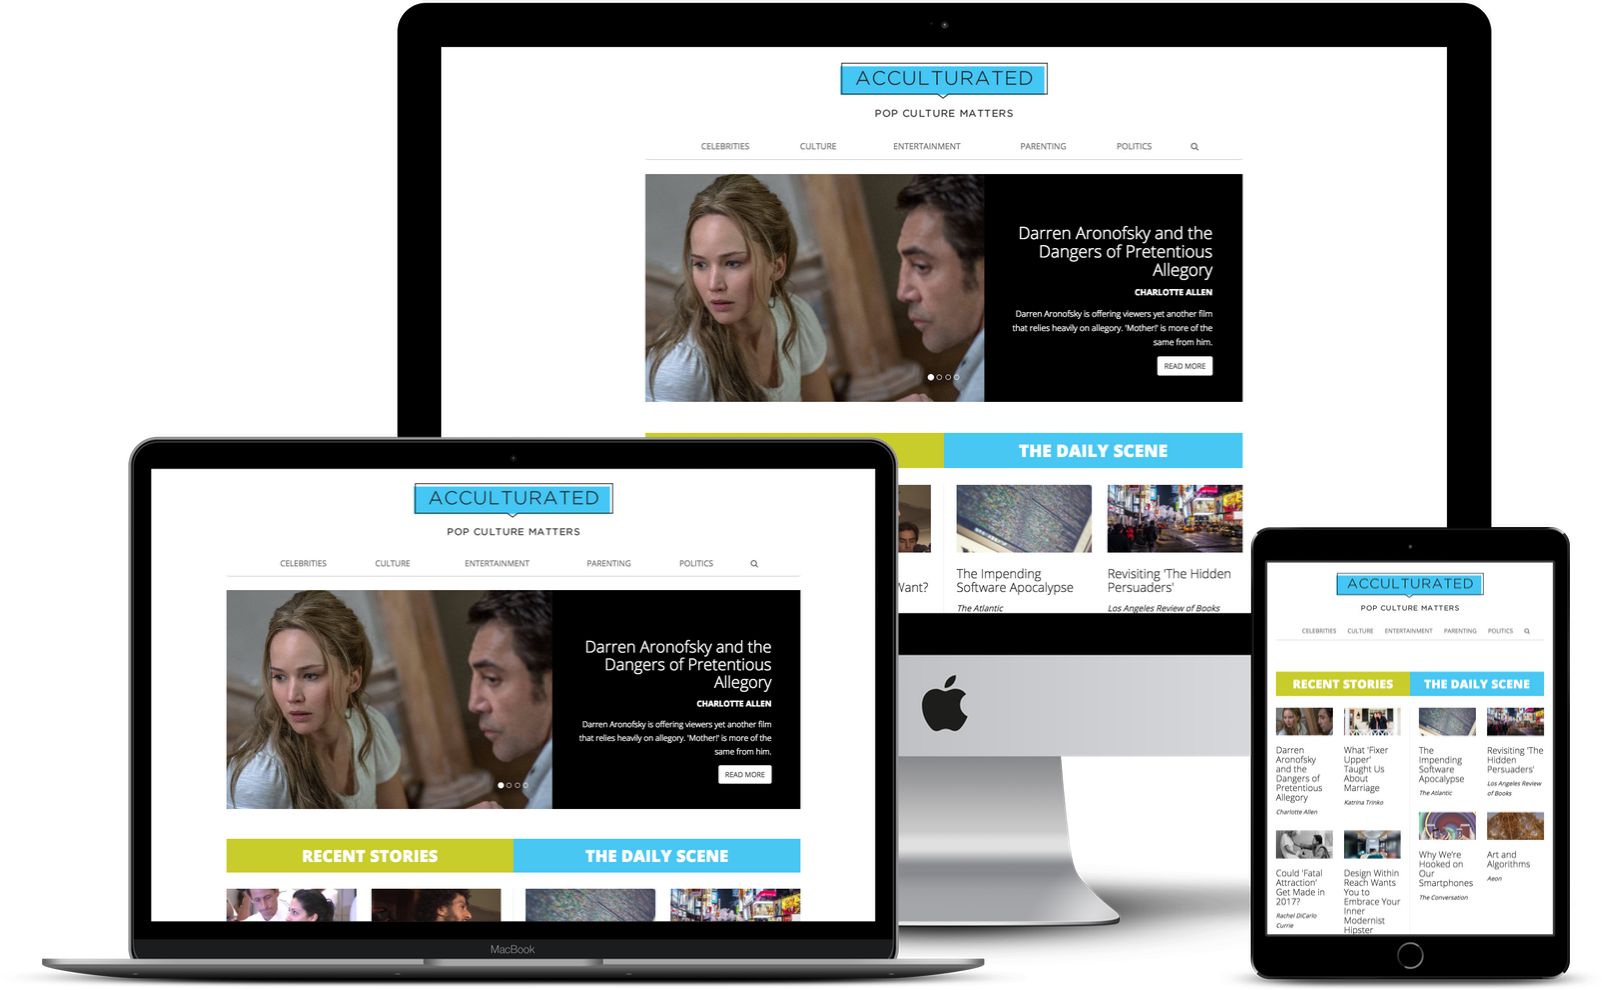 ACCULTURATED
POP CULTURE MATTERS
CELEBRITIES CULTURE ENTERTAINMENT PARENTING POLITICS
Darren Aronofsky and the
Dangers of Pretentious
Allegory
CHARLOTTE ALLEN
Darren Aronofsky is offering viewers yet another film
that relies heavily on allegory. 'Mother!' is more of the
same from him.
READ MORE
THE DAILY SCENE
Want?
The Impending
Software Apocalypse
The Atlantic
Revisiting 'The Hidden
Persuaders'
Los Angeles Review of Books
ACCULTURATED
POP CULTURE MATTERS
CELEBRITIES CULTURE ENTERTAINMENT PARENTING POLITICS
Darren Aronofsky and the
Dangers of Pretentious
Allegory
CHARLOTTE ALLEN
Darren Aronofsky is offering viewers yet another film
that relies heavily on allegory. 'Mother!' is more of the
same from him.
READ MORE
RECENT STORIES THE DAILY SCENE
MacBook
ACCULTURATED
POP CULTURE MATTERS
CELEBRITIES CULTURE ENTERTAINMENT PARENTING POLITICS
RECENT STORIES THE DAILY SCENE
Darren
Aronofsky
and the
Dangers of
Pretentious
Allegory
Charlotte Allen
What 'Fixer
Upper'
Taught Us
About
Marriage
Katrina Trinko
The
Impending
Software
Apocalypse
The Atlantic
Revisiting 'The
Hidden
Persuaders'
Los Angeles Review
of Books
Could 'Fatal
Attraction'
Get Made in
2017?
Rachel DiCarlo
Currie
Design Within
Reach Wants
You to
Embrace Your
Inner
Modernist
Hipster
Why We're
Hooked on
Our
Smartphones
The Conversation
Art and
Algorithms
Aeon